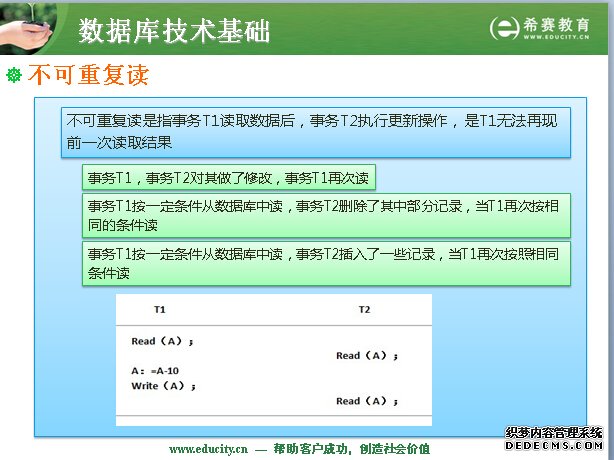 数据库技术基础
希赛教育
WWW.EDUCITY.CN
不可重复读
不可重复读是指事务T1读取数据后，事务T2执行更新操作，是T1无法再现
前一次读取结果
事务T1，事务T2对其做了修改，事务T1再次读
事务T1按一定条件从数据库中读，事务T2删除了其中部分记录，当T1再次按相
同的条件读
事务T1按一定条件从数据库中读，事务T2插入了一些记录，当T1再次按照相同
条件读
T1 T2
Read（A）；
Read（A）；
A：=A-10
Write（A）；
Read（A）；
www.educity.cn — 帮助客户成功，创造社会价值
织梦内容管理系统
DEDECMS.COM